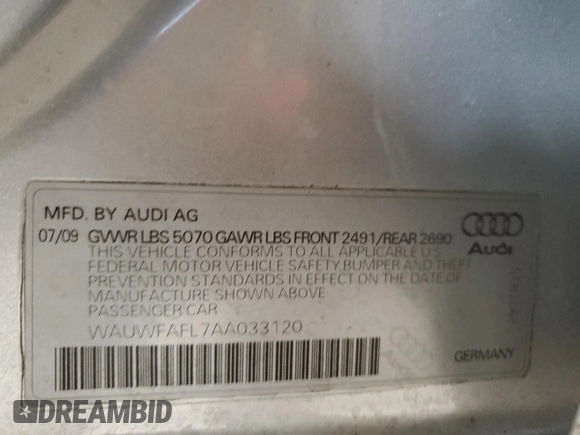 MFD. BY AUDI AG
07/09 GVWR LBS 5070 GAWR LBS FRONT 2491/REAR 2690
THIS VEHICLE CONFORMS TO ALL APPLICABLE U.S.
FEDERAL MOTOR VEHICLE SAFETY BUMPER AND THEFT
PREVENTION STANDARDS IN EFFECT ON THE DATE OF
MANUFACTURE SHOWN ABOVE
PASSENGER CAR
WAUWFAFL7AA033120
Audi
GERMANY
DREAMBID